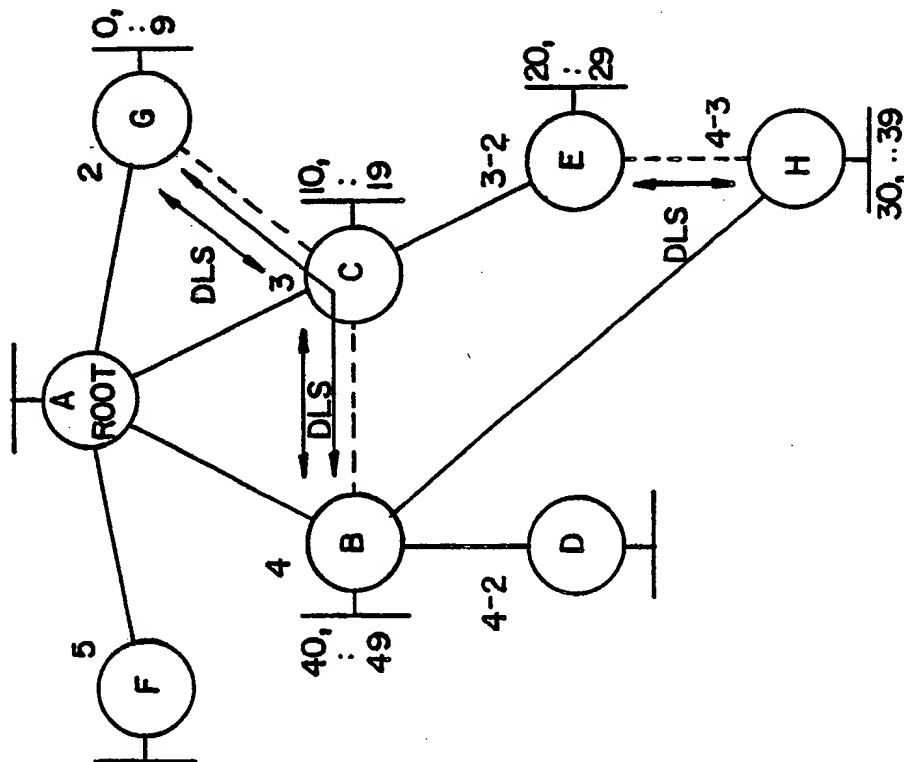 A
ROOT
2
G
0,
::
9
5
F
DLS
3
C
10,
::
19
DLS
4
B
40,
::
49
3-2
E
20,
::
29
4-2
D
DLS
4-3
H
30, ::39